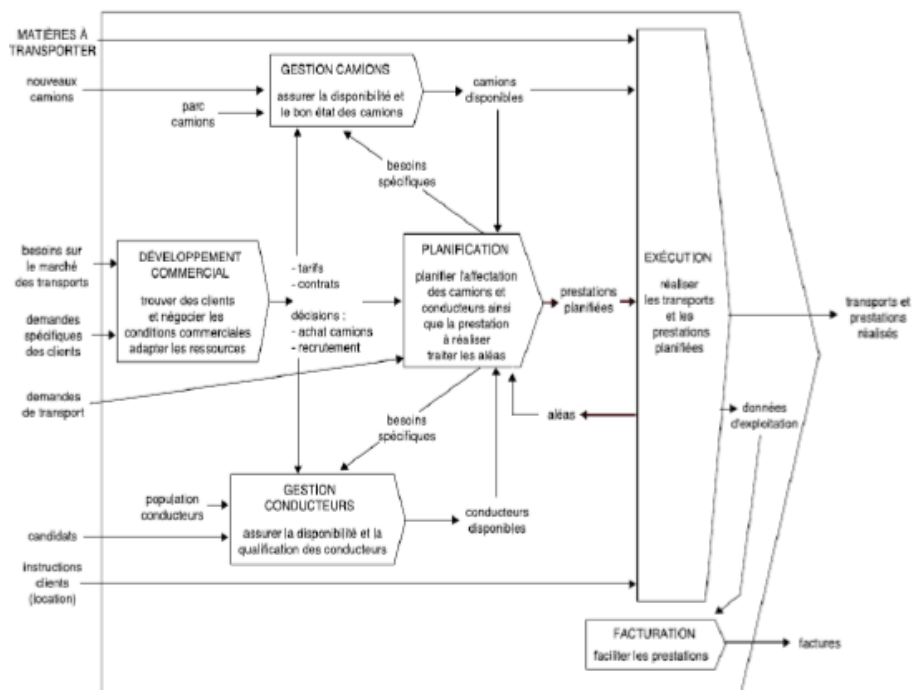 MATIÈRES À
TRANSPORTER
nouveaux
camions
parc
camions
GESTION CAMIONS
assurer la disponibilité et
le bon état des camions
camions
disponibles
besoins
spécifiques
besoins sur
le marché
des transports
demandes
spécifiques
des clients
DÉVELOPPEMENT
COMMERCIAL
trouver des clients
et négocier les
conditions commerciales
adapter les ressources
- tarifs
- contrats
décisions :
- achat camions
- recrutement
PLANIFICATION
planifier l'affectation
des camions et
conducteurs ainsi
que la prestation
à réaliser
traiter les aléas
prestations
planifiées
EXÉCUTION
réaliser
les transports
et les
prestations
planifiées
transports et
prestations
réalisés
demandes
de transport
besoins
spécifiques
aléas
données
d'exploitation
population
conducteurs
candidats
GESTION
CONDUCTEURS
assurer la disponibilité et la
qualification des conducteurs
conducteurs
disponibles
instructions
clients
(location)
FACTURATION
faciliter les prestations
factures